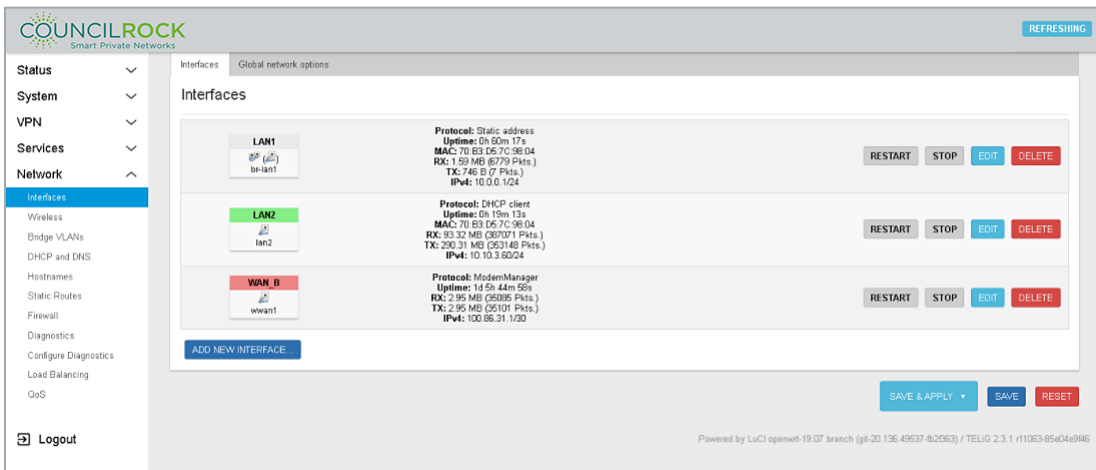 COUNCILROCK
Smart Private Networks
REFRESHING
Status
System
VPN
Services
Network
Interfaces
Wireless
Bridge VLANs
DHCP and DNS
Hostnames
Static Routes
Firewall
Diagnostics
Configure Diagnostics
Load Balancing
QoS
Logout
Interfaces Global network options
Interfaces
LAN1
br-lan1
Protocol: Static address
Uptime: 0h 60m 17s
MAC: 70:B3:D5:7C:98:04
RX: 1.59 MB (6779 Pkts.)
TX: 746 B (7 Pkts.)
IPv4: 10.0.0.1/24
RESTART STOP EDIT DELETE
LAN2
lan2
Protocol: DHCP client
Uptime: 0h 19m 13s
MAC: 70:B3:D5:7C:98:04
RX: 93.32 MB (387071 Pkts.)
TX: 290.31 MB (353148 Pkts.)
IPv4: 10.10.3.60/24
RESTART STOP EDIT DELETE
WAN_B
wwan1
Protocol: ModemManager
Uptime: 1d 5h 44m 58s
RX: 2.95 MB (35085 Pkts.)
TX: 2.95 MB (35101 Pkts.)
IPv4: 100.86.31.1/30
RESTART STOP EDIT DELETE
ADD NEW INTERFACE...
SAVE & APPLY SAVE RESET
Powered by LuCI openwrt-19.07 branch (git-20.136.49537-fb2f363) / TELiG 2.3.1 r11063-85e04e9f46